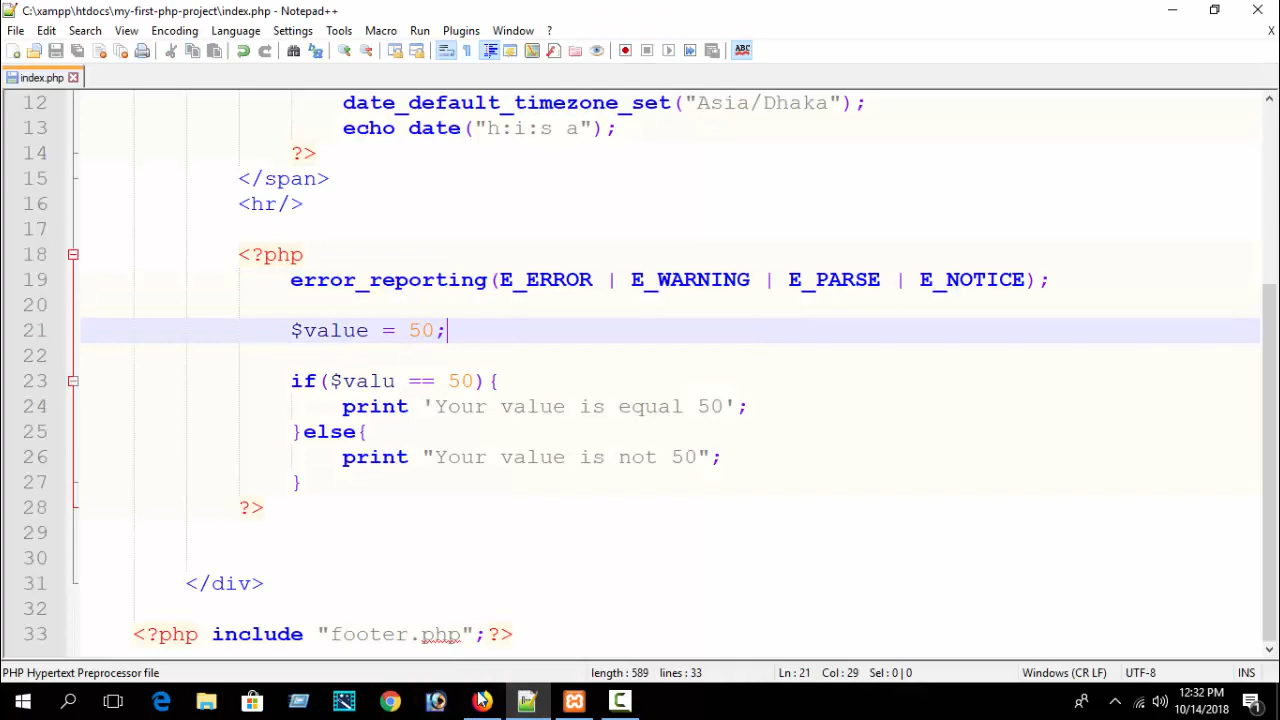 C:\xampp\htdocs\my-first-php-project\index.php - Notepad++
File Edit Search View Encoding Language Settings Tools Macro Run Plugins Window ? X
ABC
index.php
12 date_default_timezone_set("Asia/Dhaka");
13 echo date("h:i:s a");
14 ?>
15 </span>
16 <hr/>
17
18 <?php
19 error_reporting(E_ERROR | E_WARNING | E_PARSE | E_NOTICE);
20
21 $value = 50;
22
23 if($valu == 50){
24 print 'Your value is equal 50';
25 }else{
26 print "Your value is not 50";
27 }
28 ?>
29
30
31 </div>
32
33 <?php include "footer.php";?>
PHP Hypertext Preprocessor file length : 589 lines : 33 Ln : 21 Col : 29 Sel : 0 | 0 Windows (CR LF) UTF-8 INS
12:32 PM
10/14/2018
1